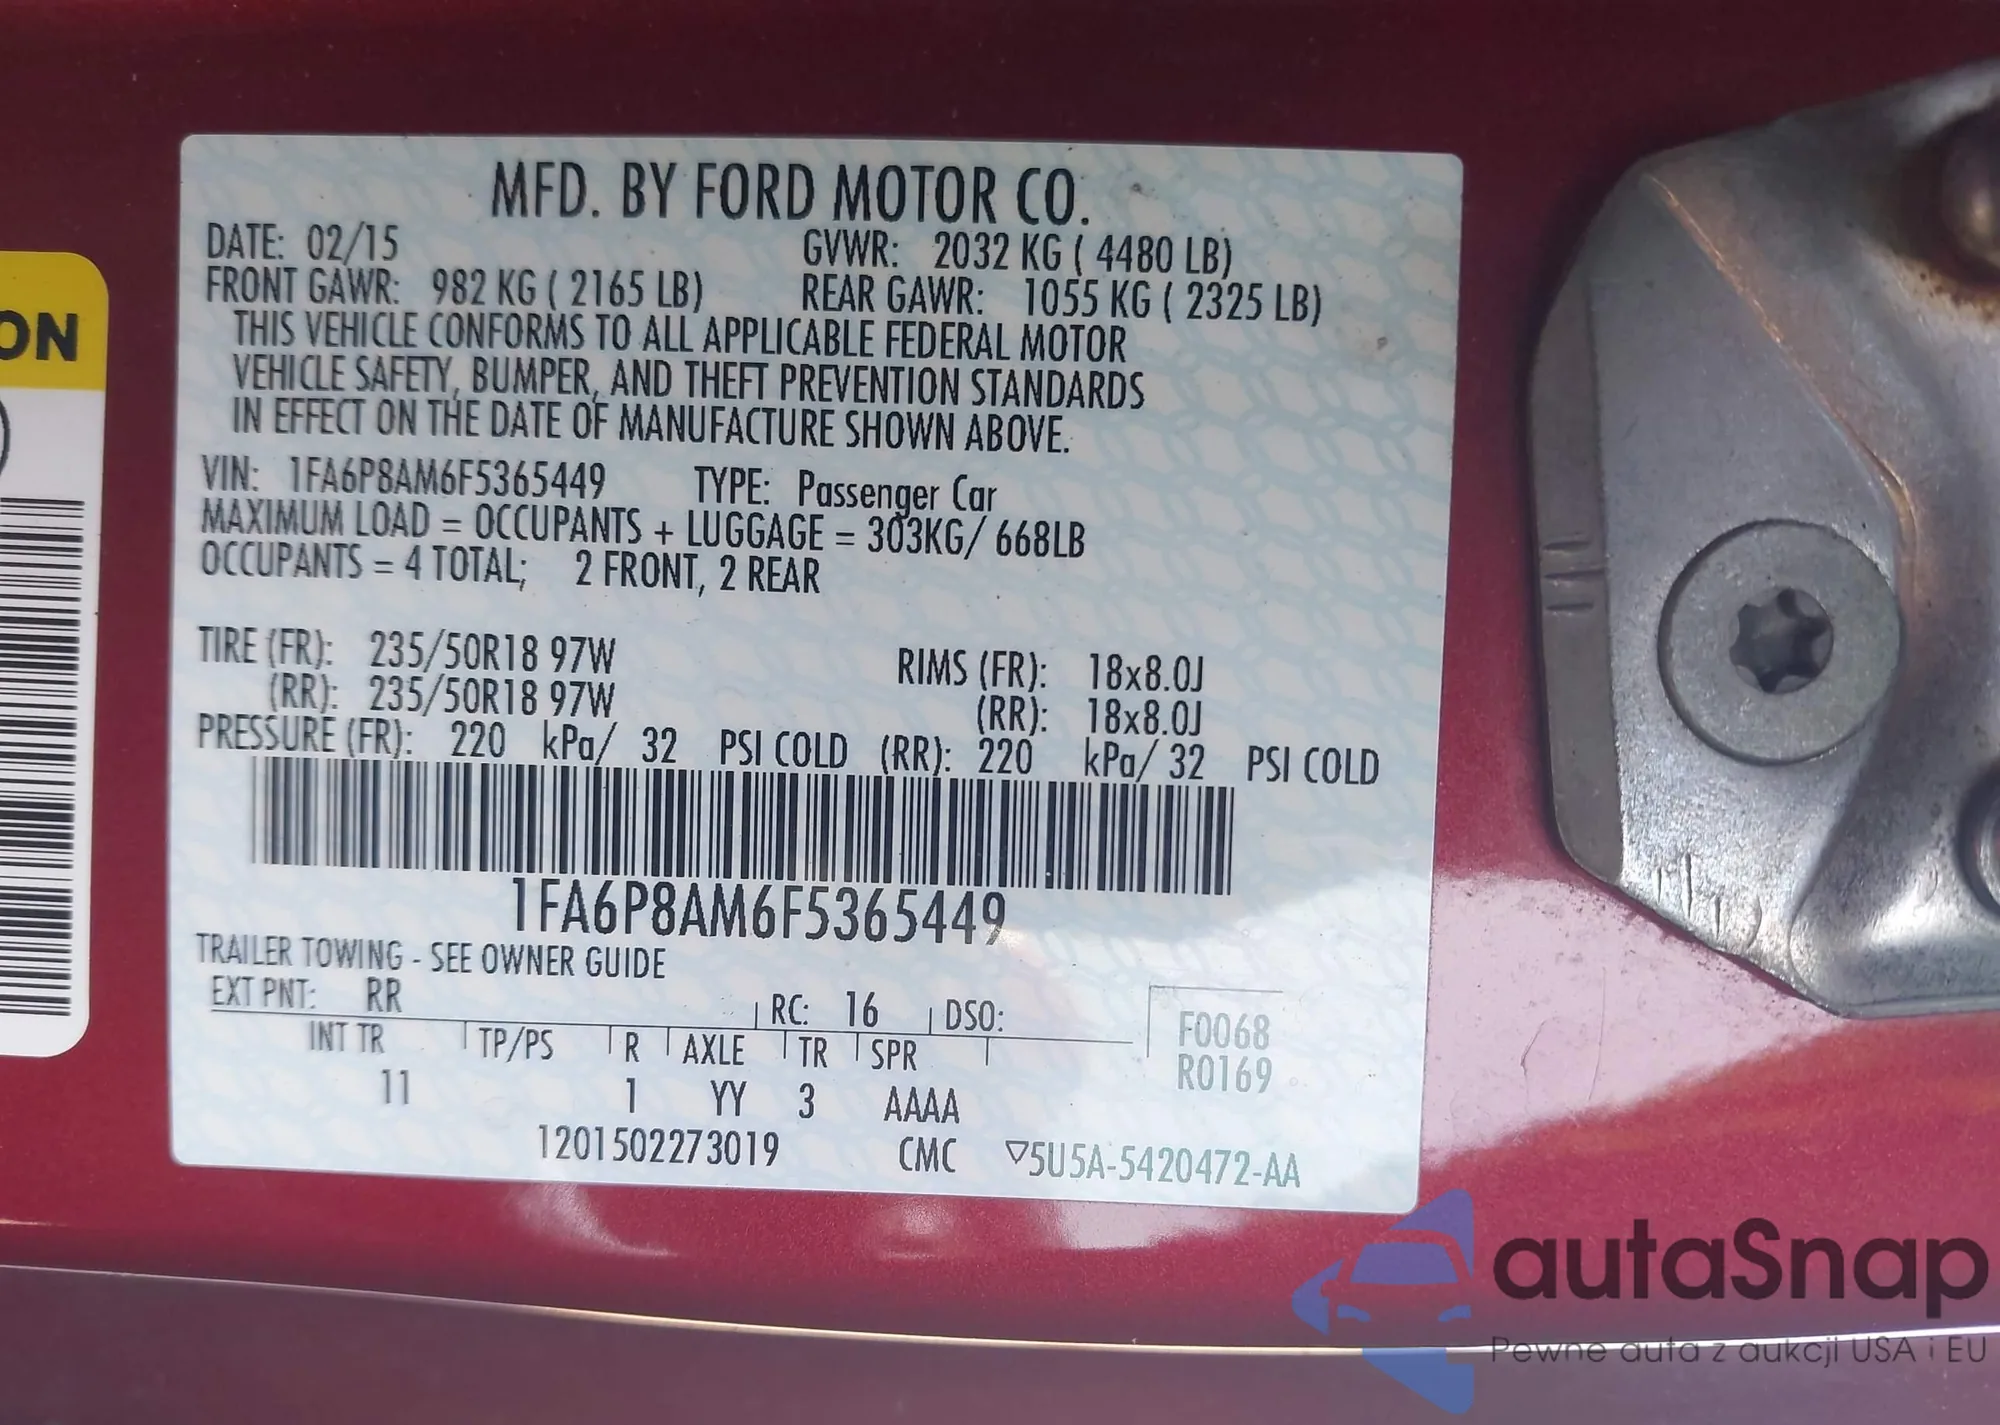 ON
MFD. BY FORD MOTOR CO.
DATE: 02/15 GVWR: 2032 KG ( 4480 LB)
FRONT GAWR: 982 KG ( 2165 LB) REAR GAWR: 1055 KG ( 2325 LB)
THIS VEHICLE CONFORMS TO ALL APPLICABLE FEDERAL MOTOR
VEHICLE SAFETY, BUMPER, AND THEFT PREVENTION STANDARDS
IN EFFECT ON THE DATE OF MANUFACTURE SHOWN ABOVE.
VIN: 1FA6P8AM6F5365449 TYPE: Passenger Car
MAXIMUM LOAD = OCCUPANTS + LUGGAGE = 303KG/ 668LB
OCCUPANTS = 4 TOTAL; 2 FRONT, 2 REAR
TIRE (FR): 235/50R18 97W RIMS (FR): 18x8.0J
(RR): 235/50R18 97W (RR): 18x8.0J
PRESSURE (FR): 220 kPa/ 32 PSI COLD (RR): 220 kPa/ 32 PSI COLD
1FA6P8AM6F5365449
TRAILER TOWING - SEE OWNER GUIDE
EXT PNT: RR RC: 16 DSO: F0068
INT TR TP/PS R AXLE TR SPR R0169
11 1 YY 3 AAAA
1201502273019 CMC ▽5U5A-5420472-AA
autaSnap
Pewne auta z aukcji USA i EU